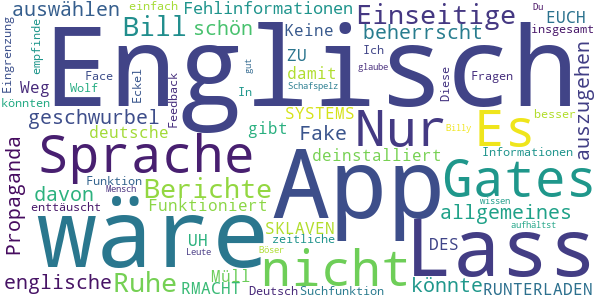 auswählen einfach Fehlinformationen Du
empfinde Bill schön Einseitige EUCH
Eingrenzung Keine beherrscht insgesamt
könnten Weg Face Wolf Eckel Feedback In gut ZU damit Ich glaube Diese Fragen auszugehen
Englisch
Schafspelz SYSTEMS besser
geschwurbel deutsche gibt Fake Nur Billy Es
Propaganda Sprache deinstalliert Informationen
davon Berichte App Gates
enttäuscht Funktion Mensch Funktioniert wissen
wäre UH SKLAVEN allgemeines aufhältst
zeitliche DES Lass
englische Ruhe Leute Müll Böser nicht könnte
RMACHT Deutsch Suchfunktion RUNTERLADEN